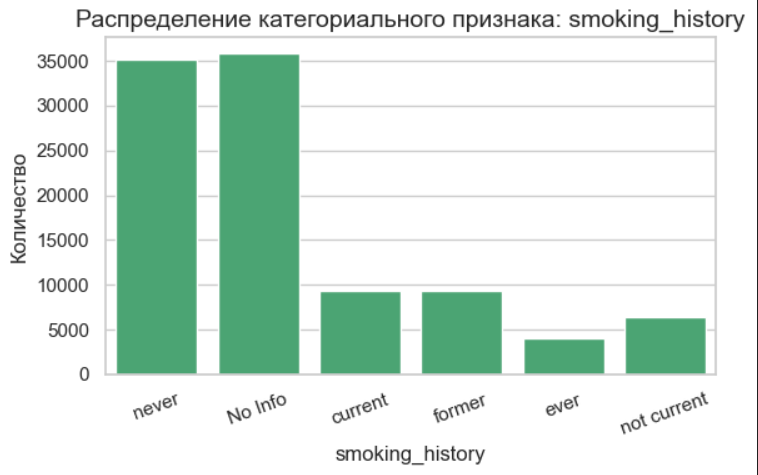 Распределение категориального признака: smoking_history
Количество
35000
30000
25000
20000
15000
10000
5000
0
never
No Info
current
former
ever
not current
smoking_history